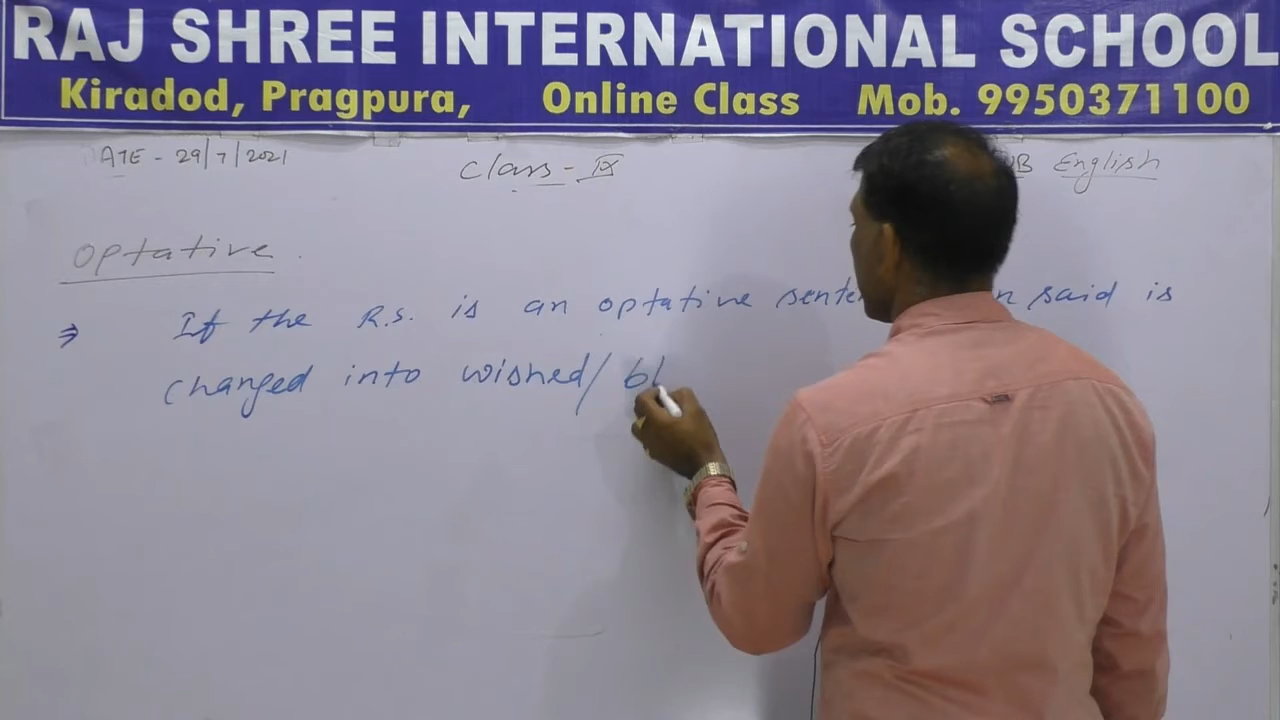 RAJ SHREE INTERNATIONAL SCHOOL
Kiradod, Pragpura, Online Class Mob. 9950371100
ATE - 29/7/2021 Class - IX UB English
Optative
⇒ If the R.S. is an optative sente n said is
changed into wished/ bl